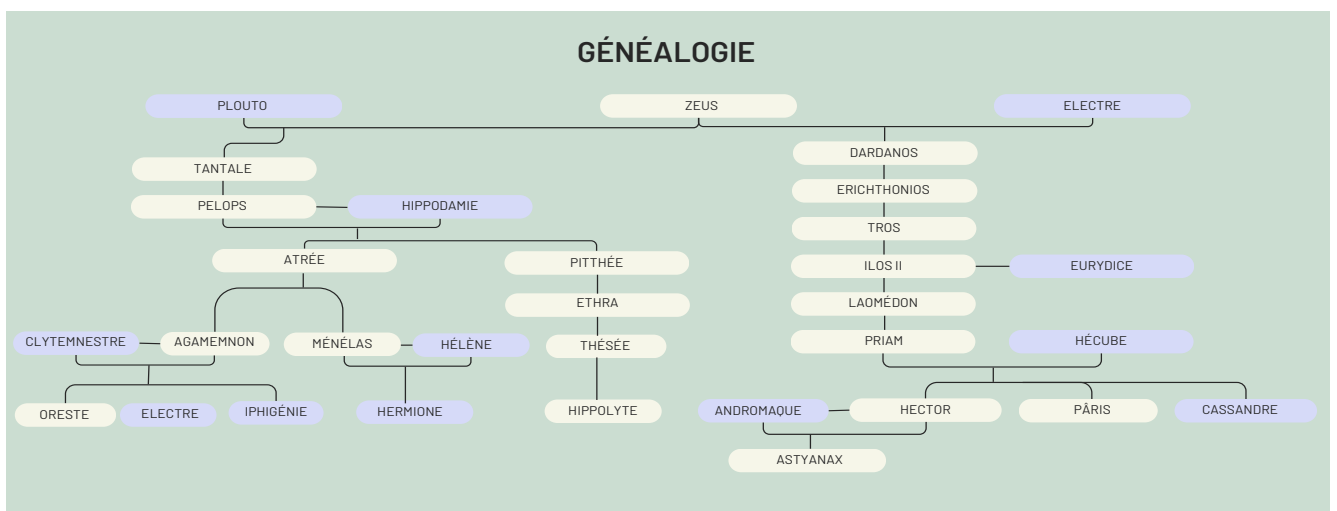 GÉNÉALOGIE
PLOUTO
ZEUS
ELECTRE
TANTALE
DARDANOS
PELOPS
HIPPODAMIE
ERICHTHONIOS
TROS
ATRÉE
PITTHÉE
ILOS II
EURYDICE
ETHRA
LAOMÉDON
CLYTEMNESTRE
AGAMEMNON
MÉNÉLAS
HÉLÈNE
THÉSÉE
PRIAM
HÉCUBE
ORESTE
ELECTRE
IPHIGÉNIE
HERMIONE
HIPPOLYTE
ANDROMAQUE
HECTOR
PÂRIS
CASSANDRE
ASTYANAX